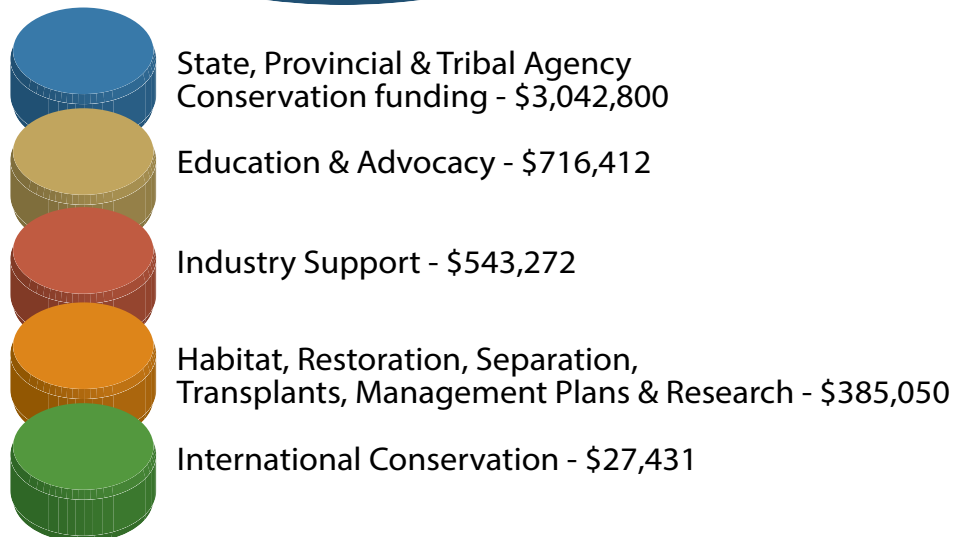 State, Provincial & Tribal Agency
Conservation funding - $3,042,800
Education & Advocacy - $716,412
Industry Support - $543,272
Habitat, Restoration, Separation,
Transplants, Management Plans & Research - $385,050
International Conservation - $27,431